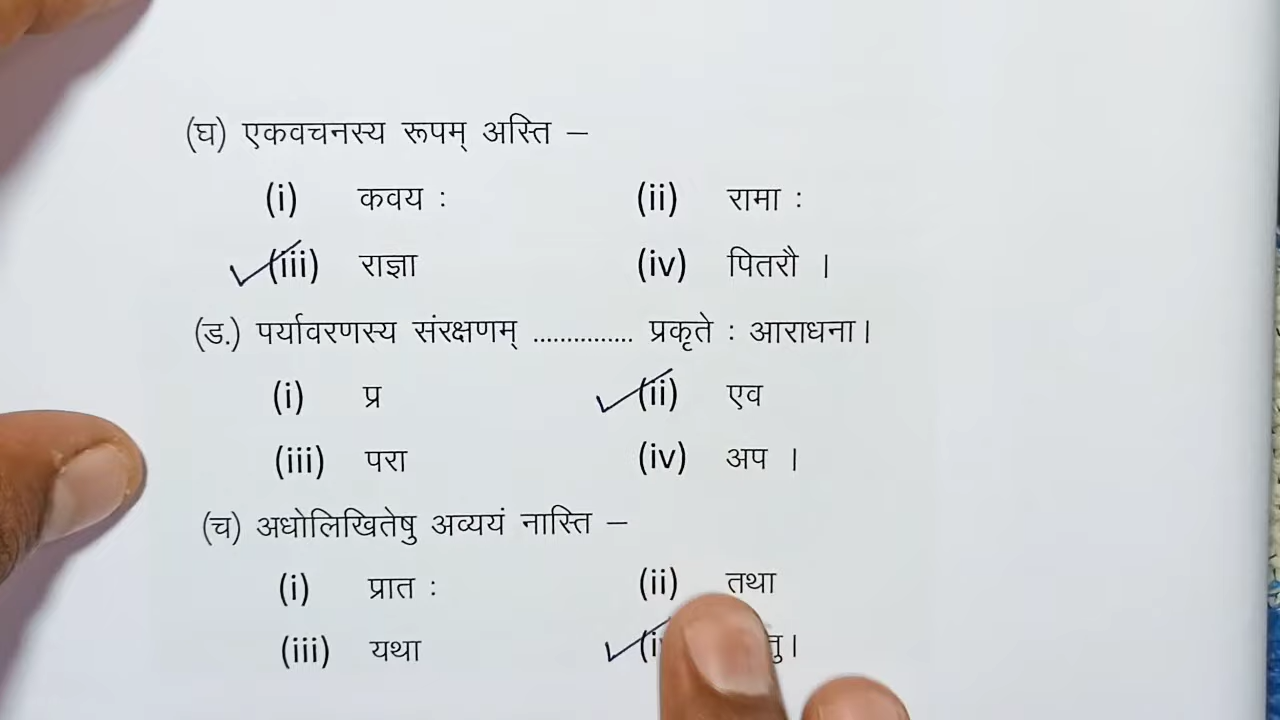 (घ) एकवचनस्य रूपम् अस्ति –
(i) कवय : (ii) रामा :
(iii) राज्ञा (iv) पितरौ ।
(ड.) पर्यावरणस्य संरक्षणम् ............... प्रकृते : आराधना।
(i) प्र (ii) एव
(iii) परा (iv) अप ।
(च) अधोलिखितेषु अव्ययं नास्ति –
(i) प्रात : (ii) तथा
(iii) यथा